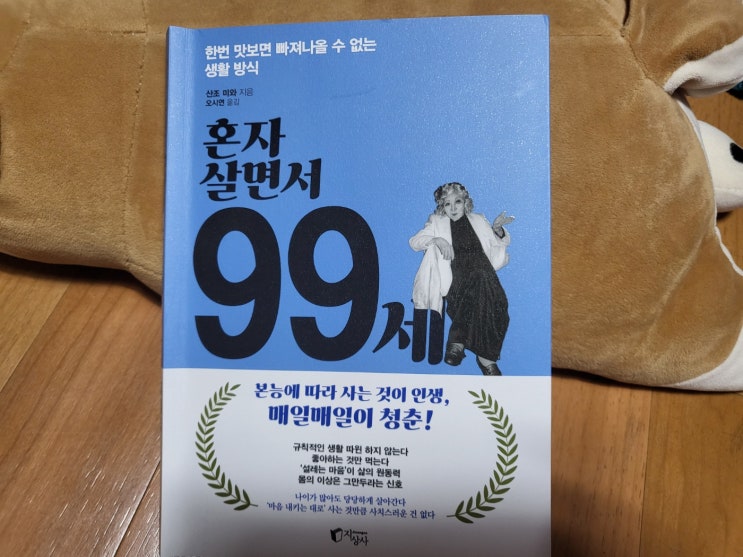 한번 맛보면 빠져나올 수 없는
생활 방식
산조 미와 지음
오시연 옮김
혼자
살면서
99세
본능에 따라 사는 것이 인생,
매일매일이 청춘!
규칙적인 생활 따윈 하지 않는다
좋아하는 것만 먹는다
'설레는 마음'이 삶의 원동력
몸의 이상은 그만두라는 신호
나이가 많아도 당당하게 살아간다
'마음 내키는 대로' 사는 것만큼 사치스러운 건 없다
지상사